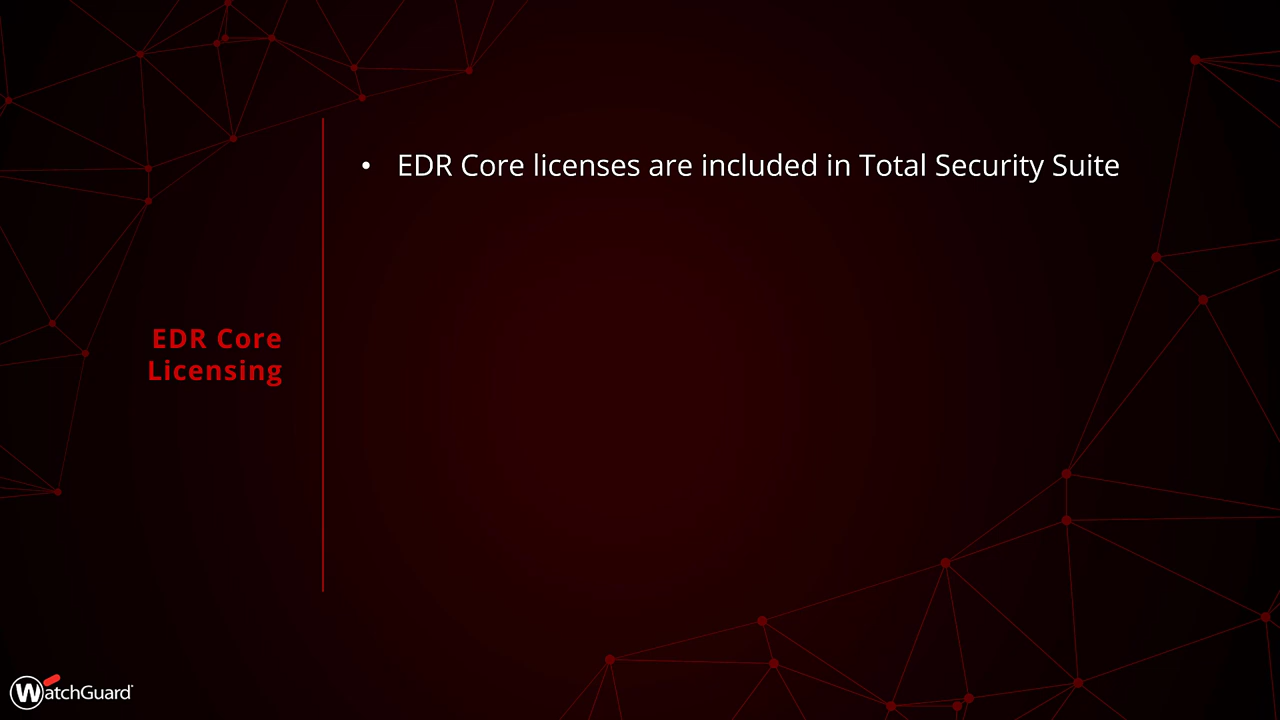 • EDR Core licenses are included in Total Security Suite
EDR Core
Licensing
WatchGuard